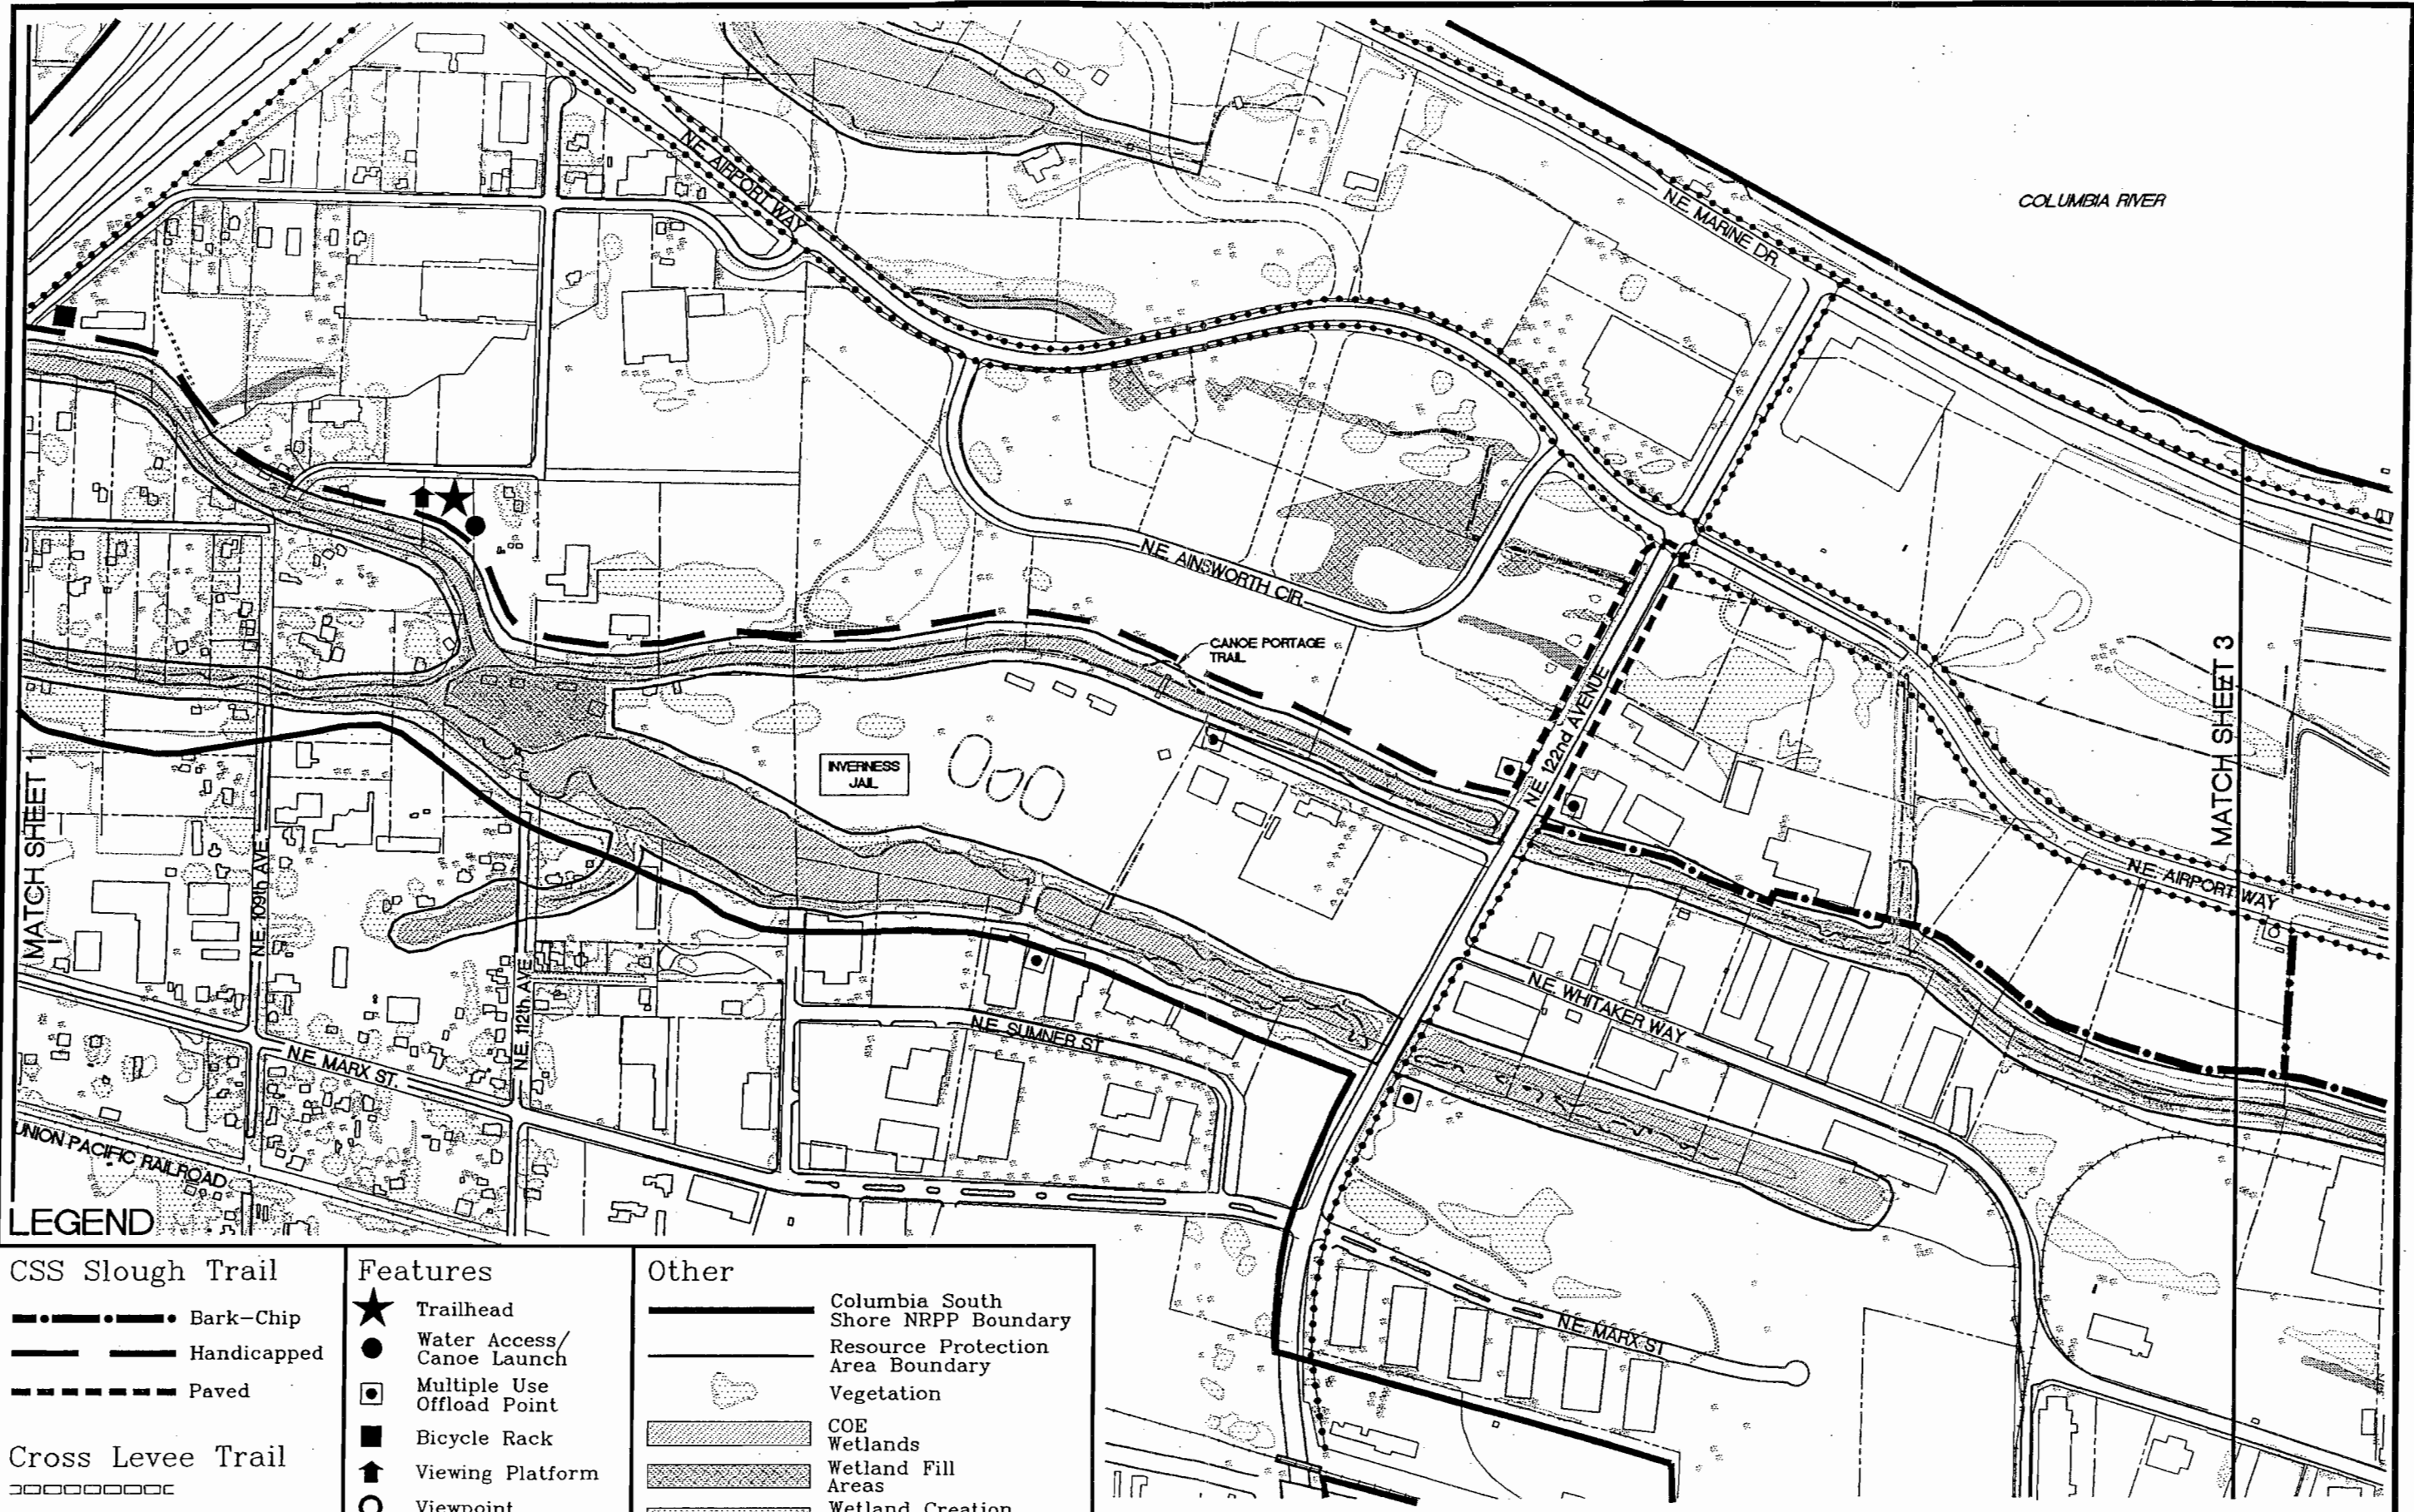 N.E. AIRPORT WAY
N.E. MARINE DR.
COLUMBIA RIVER
N.E. AINSWORTH CIR.
CANOE PORTAGE
TRAIL
N.E. 122nd AVENUE
INVERNESS
JAIL
MATCH SHEET 1
MATCH SHEET 3
N.E. 109th AVE.
N.E. 112th AVE.
N.E. AIRPORT WAY
N.E. WHITAKER WAY
N.E. SUMNER ST.
N.E. MARX ST.
UNION PACIFIC RAILROAD
N.E. MARX ST
LEGEND
CSS Slough Trail
Bark-Chip
Handicapped
Paved
Cross Levee Trail
Features
Trailhead
Water Access/
Canoe Launch
Multiple Use
Offload Point
Bicycle Rack
Viewing Platform
Viewpoint
Other
Columbia South
Shore NRPP Boundary
Resource Protection
Area Boundary
Vegetation
COE
Wetlands
Wetland Fill
Areas
Wetland Creation